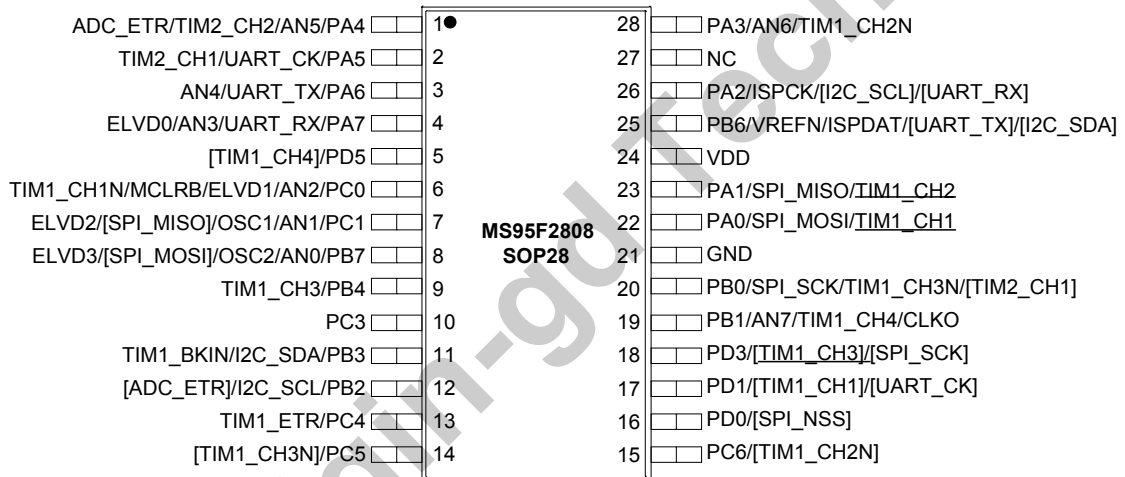 ADC_ETR/TIM2_CH2/AN5/PA4 1 28 PA3/AN6/TIM1_CH2N
TIM2_CH1/UART_CK/PA5 2 27 NC
AN4/UART_TX/PA6 3 26 PA2/ISPCK/[I2C_SCL]/[UART_RX]
ELVD0/AN3/UART_RX/PA7 4 25 PB6/VREFN/ISPDAT/[UART_TX]/[I2C_SDA]
[TIM1_CH4]/PD5 5 24 VDD
TIM1_CH1N/MCLRB/ELVD1/AN2/PC0 6 23 PA1/SPI_MISO/TIM1_CH2
ELVD2/[SPI_MISO]/OSC1/AN1/PC1 7 MS95F2808 22 PA0/SPI_MOSI/TIM1_CH1
ELVD3/[SPI_MOSI]/OSC2/AN0/PB7 8 SOP28 21 GND
TIM1_CH3/PB4 9 20 PB0/SPI_SCK/TIM1_CH3N/[TIM2_CH1]
PC3 10 19 PB1/AN7/TIM1_CH4/CLKO
TIM1_BKIN/I2C_SDA/PB3 11 18 PD3/[TIM1_CH3]/[SPI_SCK]
[ADC_ETR]/I2C_SCL/PB2 12 17 PD1/[TIM1_CH1]/[UART_CK]
TIM1_ETR/PC4 13 16 PD0/[SPI_NSS]
[TIM1_CH3N]/PC5 14 15 PC6/[TIM1_CH2N]